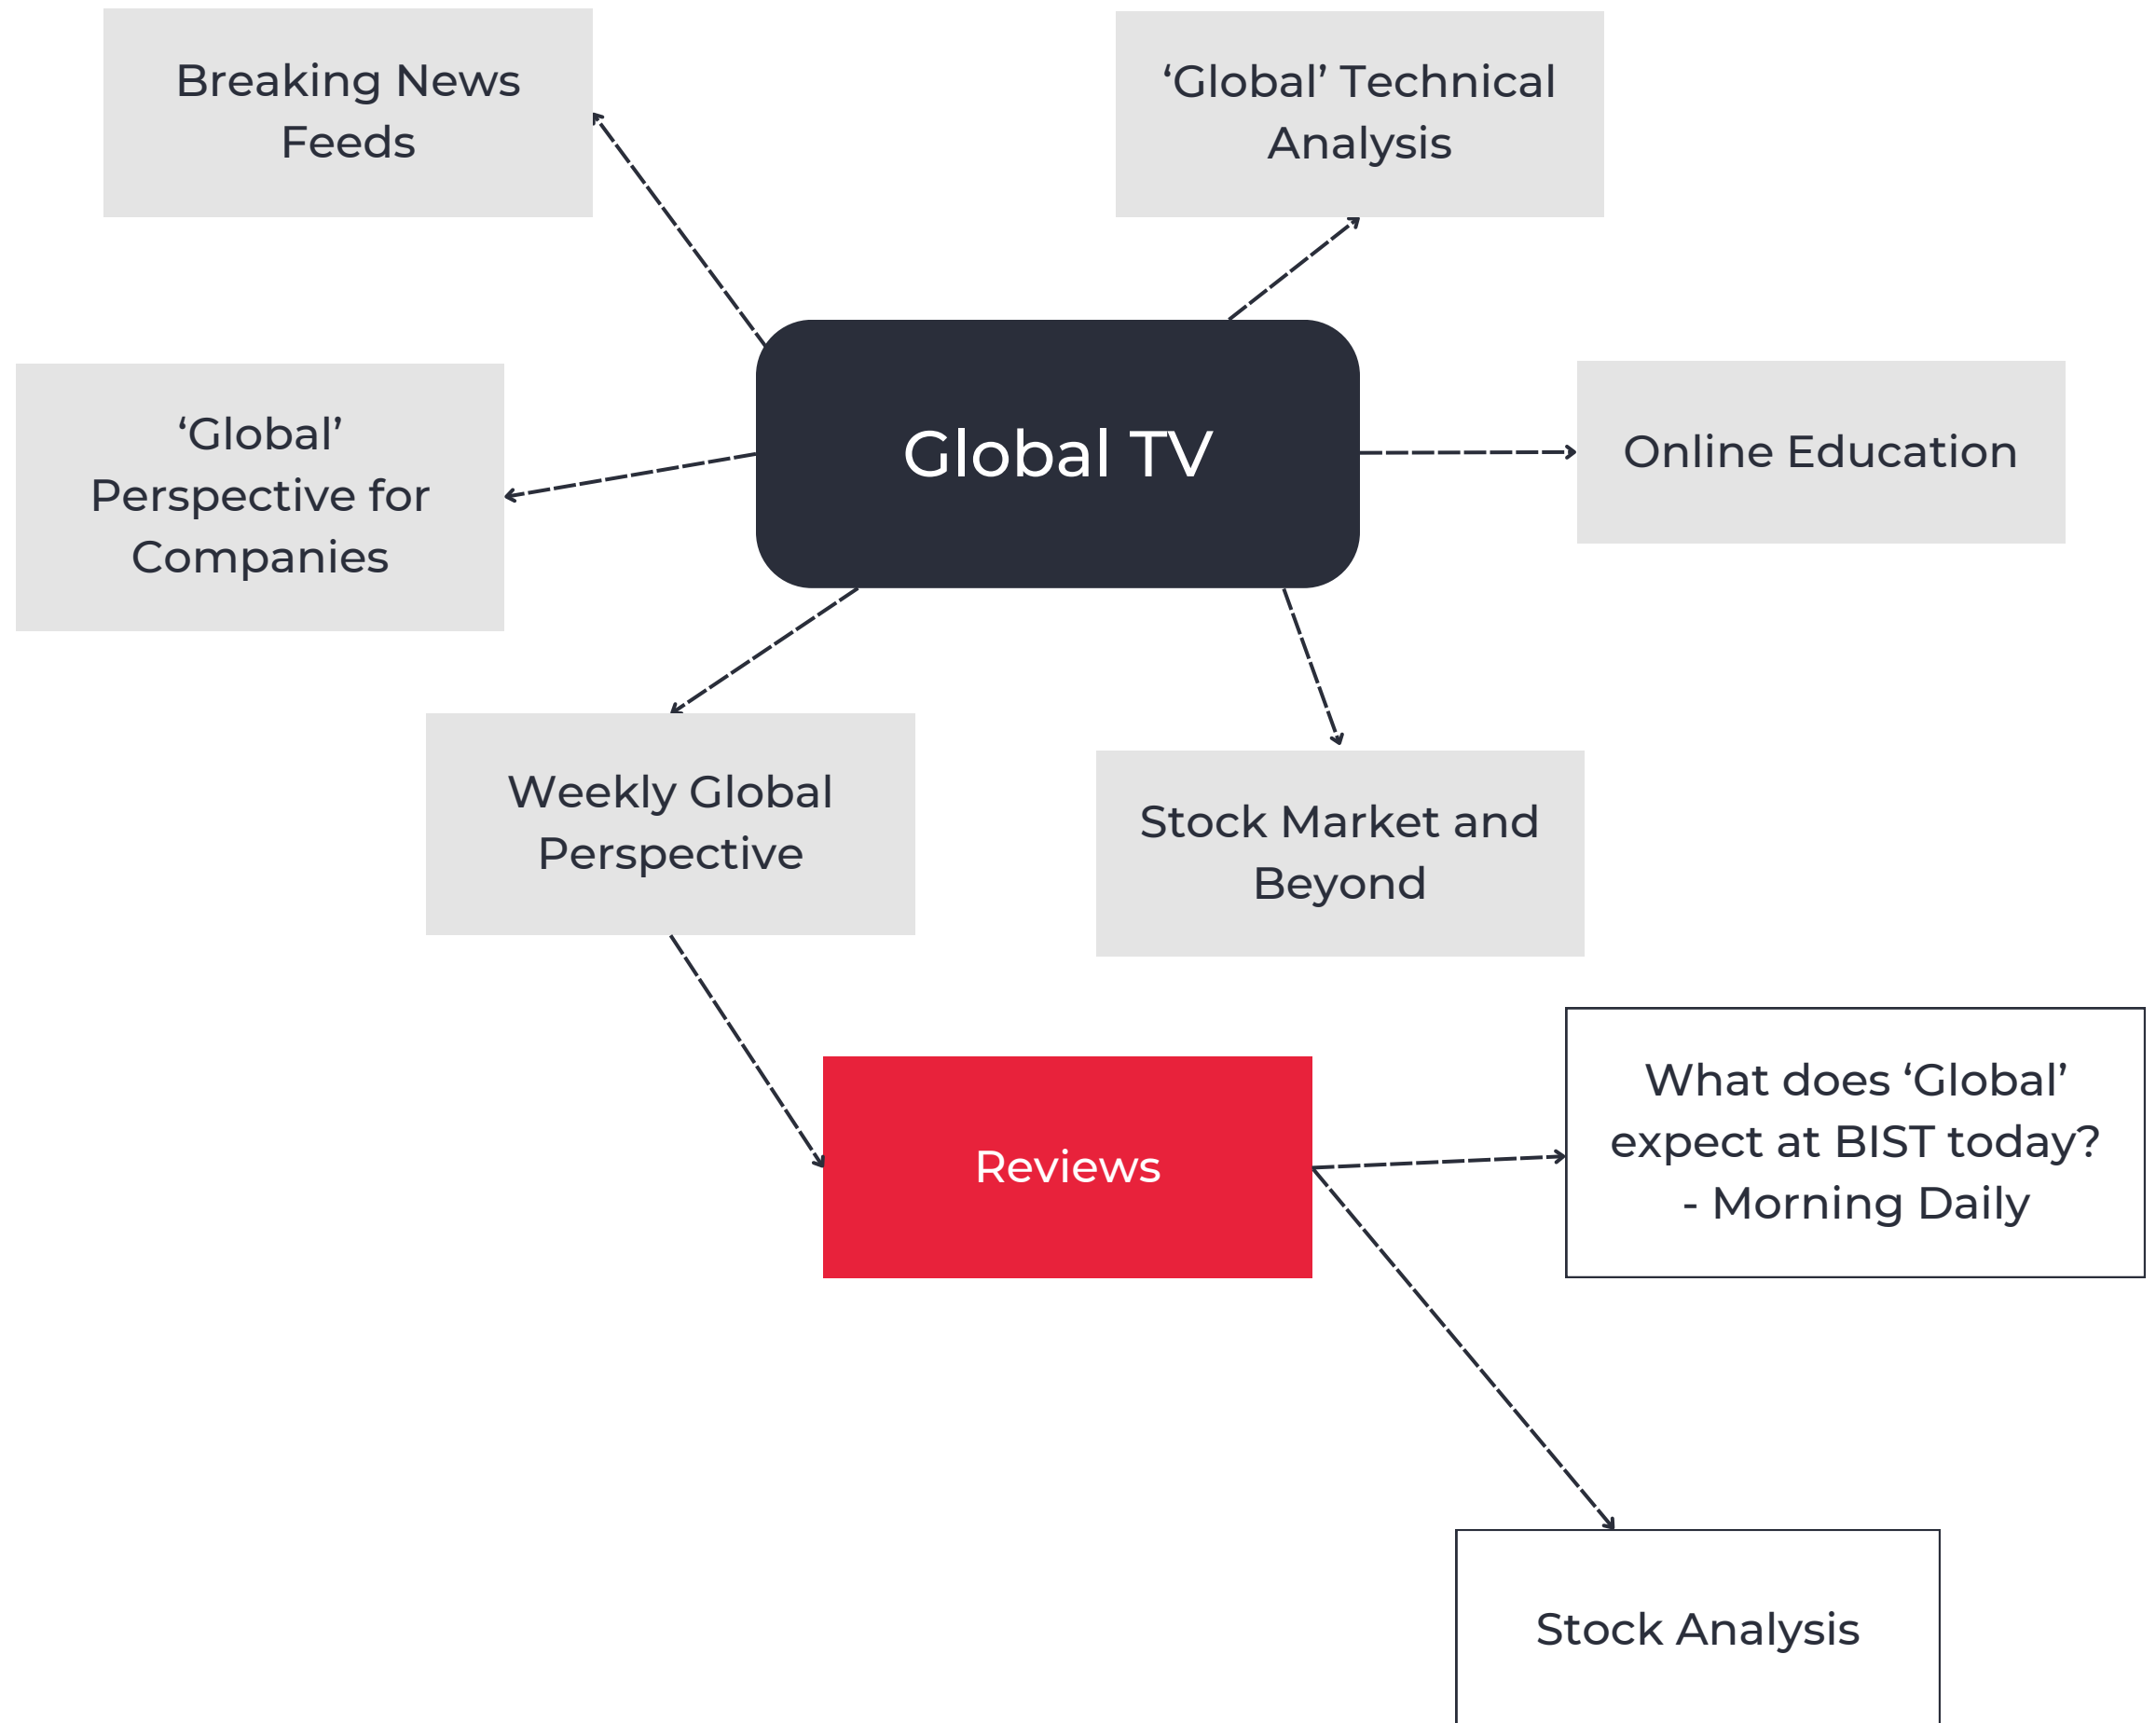 Breaking News
Feeds
‘Global’ Technical
Analysis
‘Global’
Perspective for
Companies
Global TV
Online Education
Weekly Global
Perspective
Stock Market and
Beyond
Reviews
What does ‘Global’
expect at BIST today?
- Morning Daily
Stock Analysis